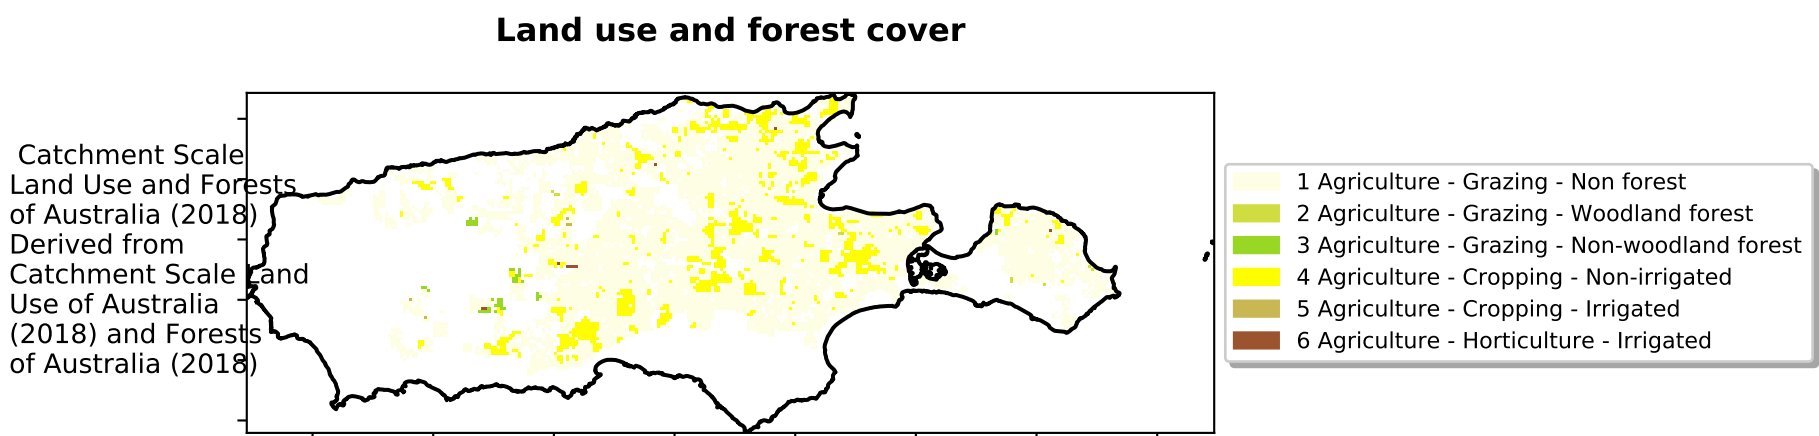 Land use and forest cover
Catchment Scale
Land Use and Forests
of Australia (2018)
Derived from
Catchment Scale Land
Use of Australia
(2018) and Forests
of Australia (2018)
1 Agriculture - Grazing - Non forest
2 Agriculture - Grazing - Woodland forest
3 Agriculture - Grazing - Non-woodland forest
4 Agriculture - Cropping - Non-irrigated
5 Agriculture - Cropping - Irrigated
6 Agriculture - Horticulture - Irrigated